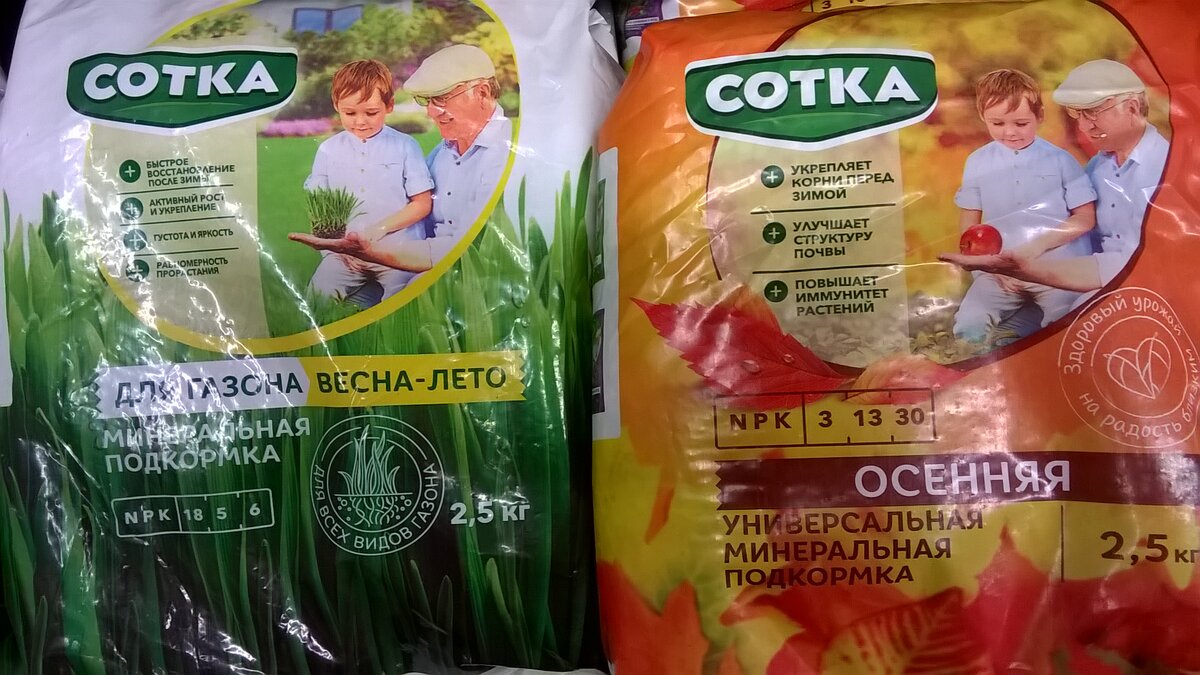 СОТКА
БЫСТРОЕ
ВОССТАНОВЛЕНИЕ
ПОСЛЕ ЗИМЫ
АКТИВНЫЙ РОСТ
И УКРЕПЛЕНИЕ
ГУСТОТА И ЯРКОСТЬ
РАВНОМЕРНОСТЬ
ПРОРАСТАНИЯ
ДЛЯ ГАЗОНА ВЕСНА-ЛЕТО
МИНЕРАЛЬНАЯ
ПОДКОРМКА
NPK 18 5 6
ДЛЯ ВСЕХ ВИДОВ ГАЗОНА
2,5 кг
СОТКА
УКРЕПЛЯЕТ
КОРНИ ПЕРЕД
ЗИМОЙ
УЛУЧШАЕТ
СТРУКТУРУ
ПОЧВЫ
ПОВЫШАЕТ
ИММУНИТЕТ
РАСТЕНИЙ
Здоровый урожай
на радость
NPK 3 13 30
ОСЕННЯЯ
УНИВЕРСАЛЬНАЯ
МИНЕРАЛЬНАЯ
ПОДКОРМКА
2,5 кг